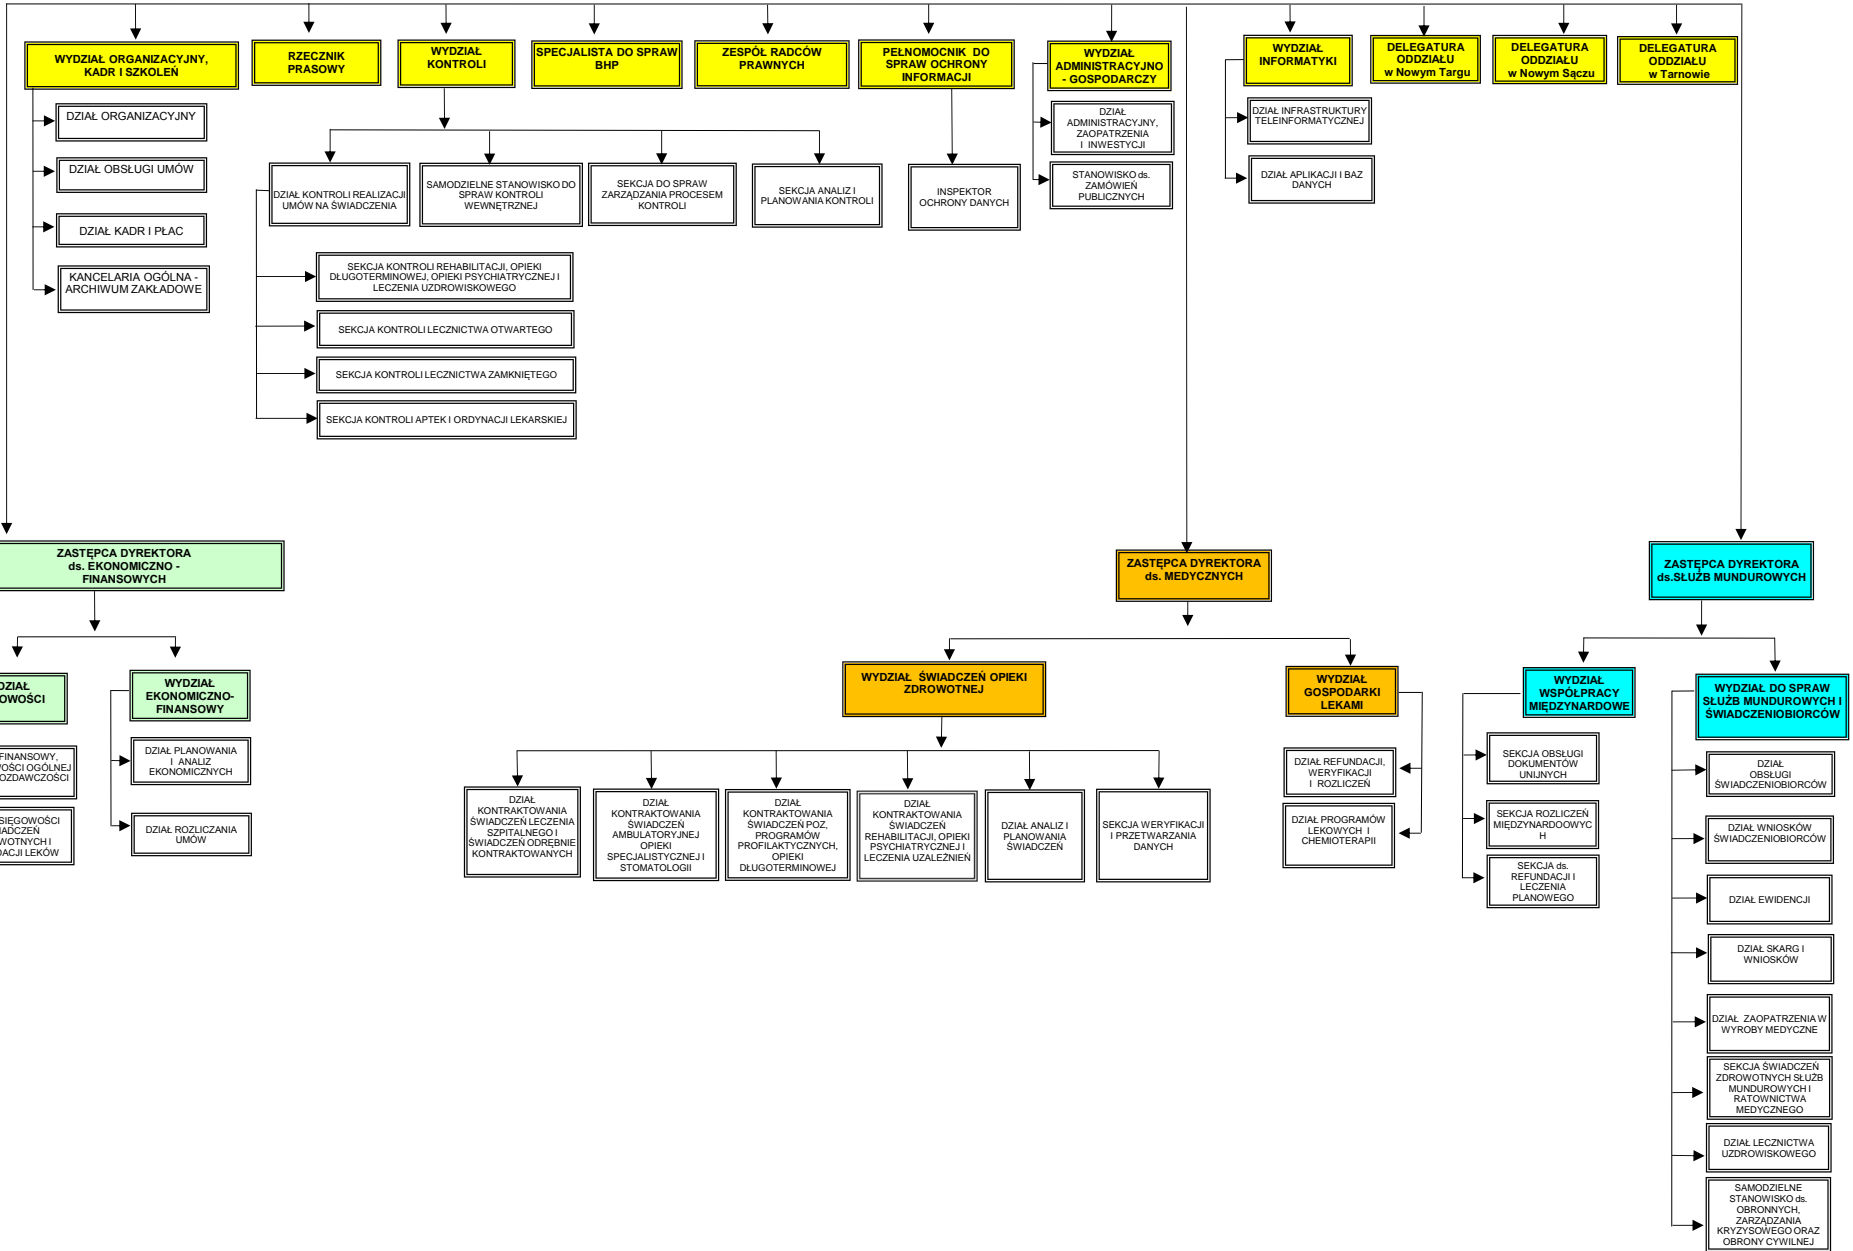 WYDZIAŁ ORGANIZACYJNY,
KADR I SZKOLEŃ
RZECZNIK
PRASOWY
WYDZIAŁ
KONTROLI
SPECJALISTA DO SPRAW
BHP
ZESPÓŁ RADCÓW
PRAWNYCH
PEŁNOMOCNIK DO
SPRAW OCHRONY
INFORMACJI
WYDZIAŁ
ADMINISTRACYJNO
- GOSPODARCZY
WYDZIAŁ
INFORMATYKI
DELEGATURA
ODDZIAŁU
w Nowym Targu
DELEGATURA
ODDZIAŁU
w Nowym Sączu
DELEGATURA
ODDZIAŁU
w Tarnowie
DZIAŁ ORGANIZACYJNY
DZIAŁ OBSŁUGI UMÓW
DZIAŁ KADR I PŁAC
KANCELARIA OGÓLNA -
ARCHIWUM ZAKŁADOWE
DZIAŁ KONTROLI REALIZACJI
UMÓW NA ŚWIADCZENIA
SAMODZIELNE STANOWISKO DO
SPRAW KONTROLI
WEWNĘTRZNEJ
SEKCJA DO SPRAW
ZARZĄDZANIA PROCESEM
KONTROLI
SEKCJA ANALIZ I
PLANOWANIA KONTROLI
INSPEKTOR
OCHRONY DANYCH
DZIAŁ
ADMINISTRACYJNY,
ZAOPATRZENIA
I INWESTYCJI
STANOWISKO ds.
ZAMÓWIEŃ
PUBLICZNYCH
DZIAŁ INFRASTRUKTURY
TELEINFORMATYCZNEJ
DZIAŁ APLIKACJI I BAZ
DANYCH
SEKCJA KONTROLI REHABILITACJI, OPIEKI
DŁUGOTERMINOWEJ, OPIEKI PSYCHIATRYCZNEJ I
LECZENIA UZDROWISKOWEGO
SEKCJA KONTROLI LECZNICTWA OTWARTEGO
SEKCJA KONTROLI LECZNICTWA ZAMKNIĘTEGO
SEKCJA KONTROLI APTEK I ORDYNACJI LEKARSKIEJ
ZASTĘPCA DYREKTORA
ds. EKONOMICZNO -
FINANSOWYCH
ZASTĘPCA DYREKTORA
ds. MEDYCZNYCH
ZASTĘPCA DYREKTORA
ds.SŁUŻB MUNDUROWYCH
DZIAŁ
OWOŚCI
WYDZIAŁ
EKONOMICZNO-
FINANSOWY
FINANSOWY,
WOŚCI OGÓLNEJ
OZDAWCZOŚCI
SIĘGOWOŚCI
IADCZEŃ
WOTNYCH I
DACJI LEKÓW
DZIAŁ PLANOWANIA
I ANALIZ
EKONOMICZNYCH
DZIAŁ ROZLICZANIA
UMÓW
WYDZIAŁ ŚWIADCZEŃ OPIEKI
ZDROWOTNEJ
WYDZIAŁ
GOSPODARKI
LEKAMI
DZIAŁ
KONTRAKTOWANIA
ŚWIADCZEŃ LECZENIA
SZPITALNEGO I
ŚWIADCZEŃ ODRĘBNIE
KONTRAKTOWANYCH
DZIAŁ
KONTRAKTOWANIA
ŚWIADCZEŃ
AMBULATORYJNEJ
OPIEKI
SPECJALISTYCZNEJ I
STOMATOLOGII
DZIAŁ
KONTRAKTOWANIA
ŚWIADCZEŃ POZ,
PROGRAMÓW
PROFILAKTYCZNYCH,
OPIEKI
DŁUGOTERMINOWEJ
DZIAŁ
KONTRAKTOWANIA
ŚWIADCZEŃ
REHABILITACJI, OPIEKI
PSYCHIATRYCZNEJ I
LECZENIA UZALEŻNIEŃ
DZIAŁ ANALIZ I
PLANOWANIA
ŚWIADCZEŃ
SEKCJA WERYFIKACJI
I PRZETWARZANIA
DANYCH
DZIAŁ REFUNDACJI,
WERYFIKACJI
I ROZLICZEŃ
DZIAŁ PROGRAMÓW
LEKOWYCH I
CHEMIOTERAPII
WYDZIAŁ
WSPÓŁPRACY
MIĘDZYNARDOWE
WYDZIAŁ DO SPRAW
SŁUŻB MUNDUROWYCH I
ŚWIADCZENIOBIORCÓW
SEKCJA OBSŁUGI
DOKUMENTÓW
UNIJNYCH
SEKCJA ROZLICZEŃ
MIĘDZYNARDOOWYC
H
SEKCJA ds.
REFUNDACJI I
LECZENIA
PLANOWEGO
DZIAŁ
OBSŁUGI
ŚWIADCZENIOBIORCÓW
DZIAŁ WNIOSKÓW
ŚWIADCZENIOBIORCÓW
DZIAŁ EWIDENCJI
DZIAŁ SKARG I
WNIOSKÓW
DZIAŁ ZAOPATRZENIA W
WYROBY MEDYCZNE
SEKCJA ŚWIADCZEŃ
ZDROWOTNYCH SŁUŻB
MUNDUROWYCH I
RATOWNICTWA
MEDYCZNEGO
DZIAŁ LECZNICTWA
UZDROWISKOWEGO
SAMODZIELNE
STANOWISKO ds.
OBRONNYCH,
ZARZĄDZANIA
KRYZYSOWEGO ORAZ
OBRONY CYWILNEJ